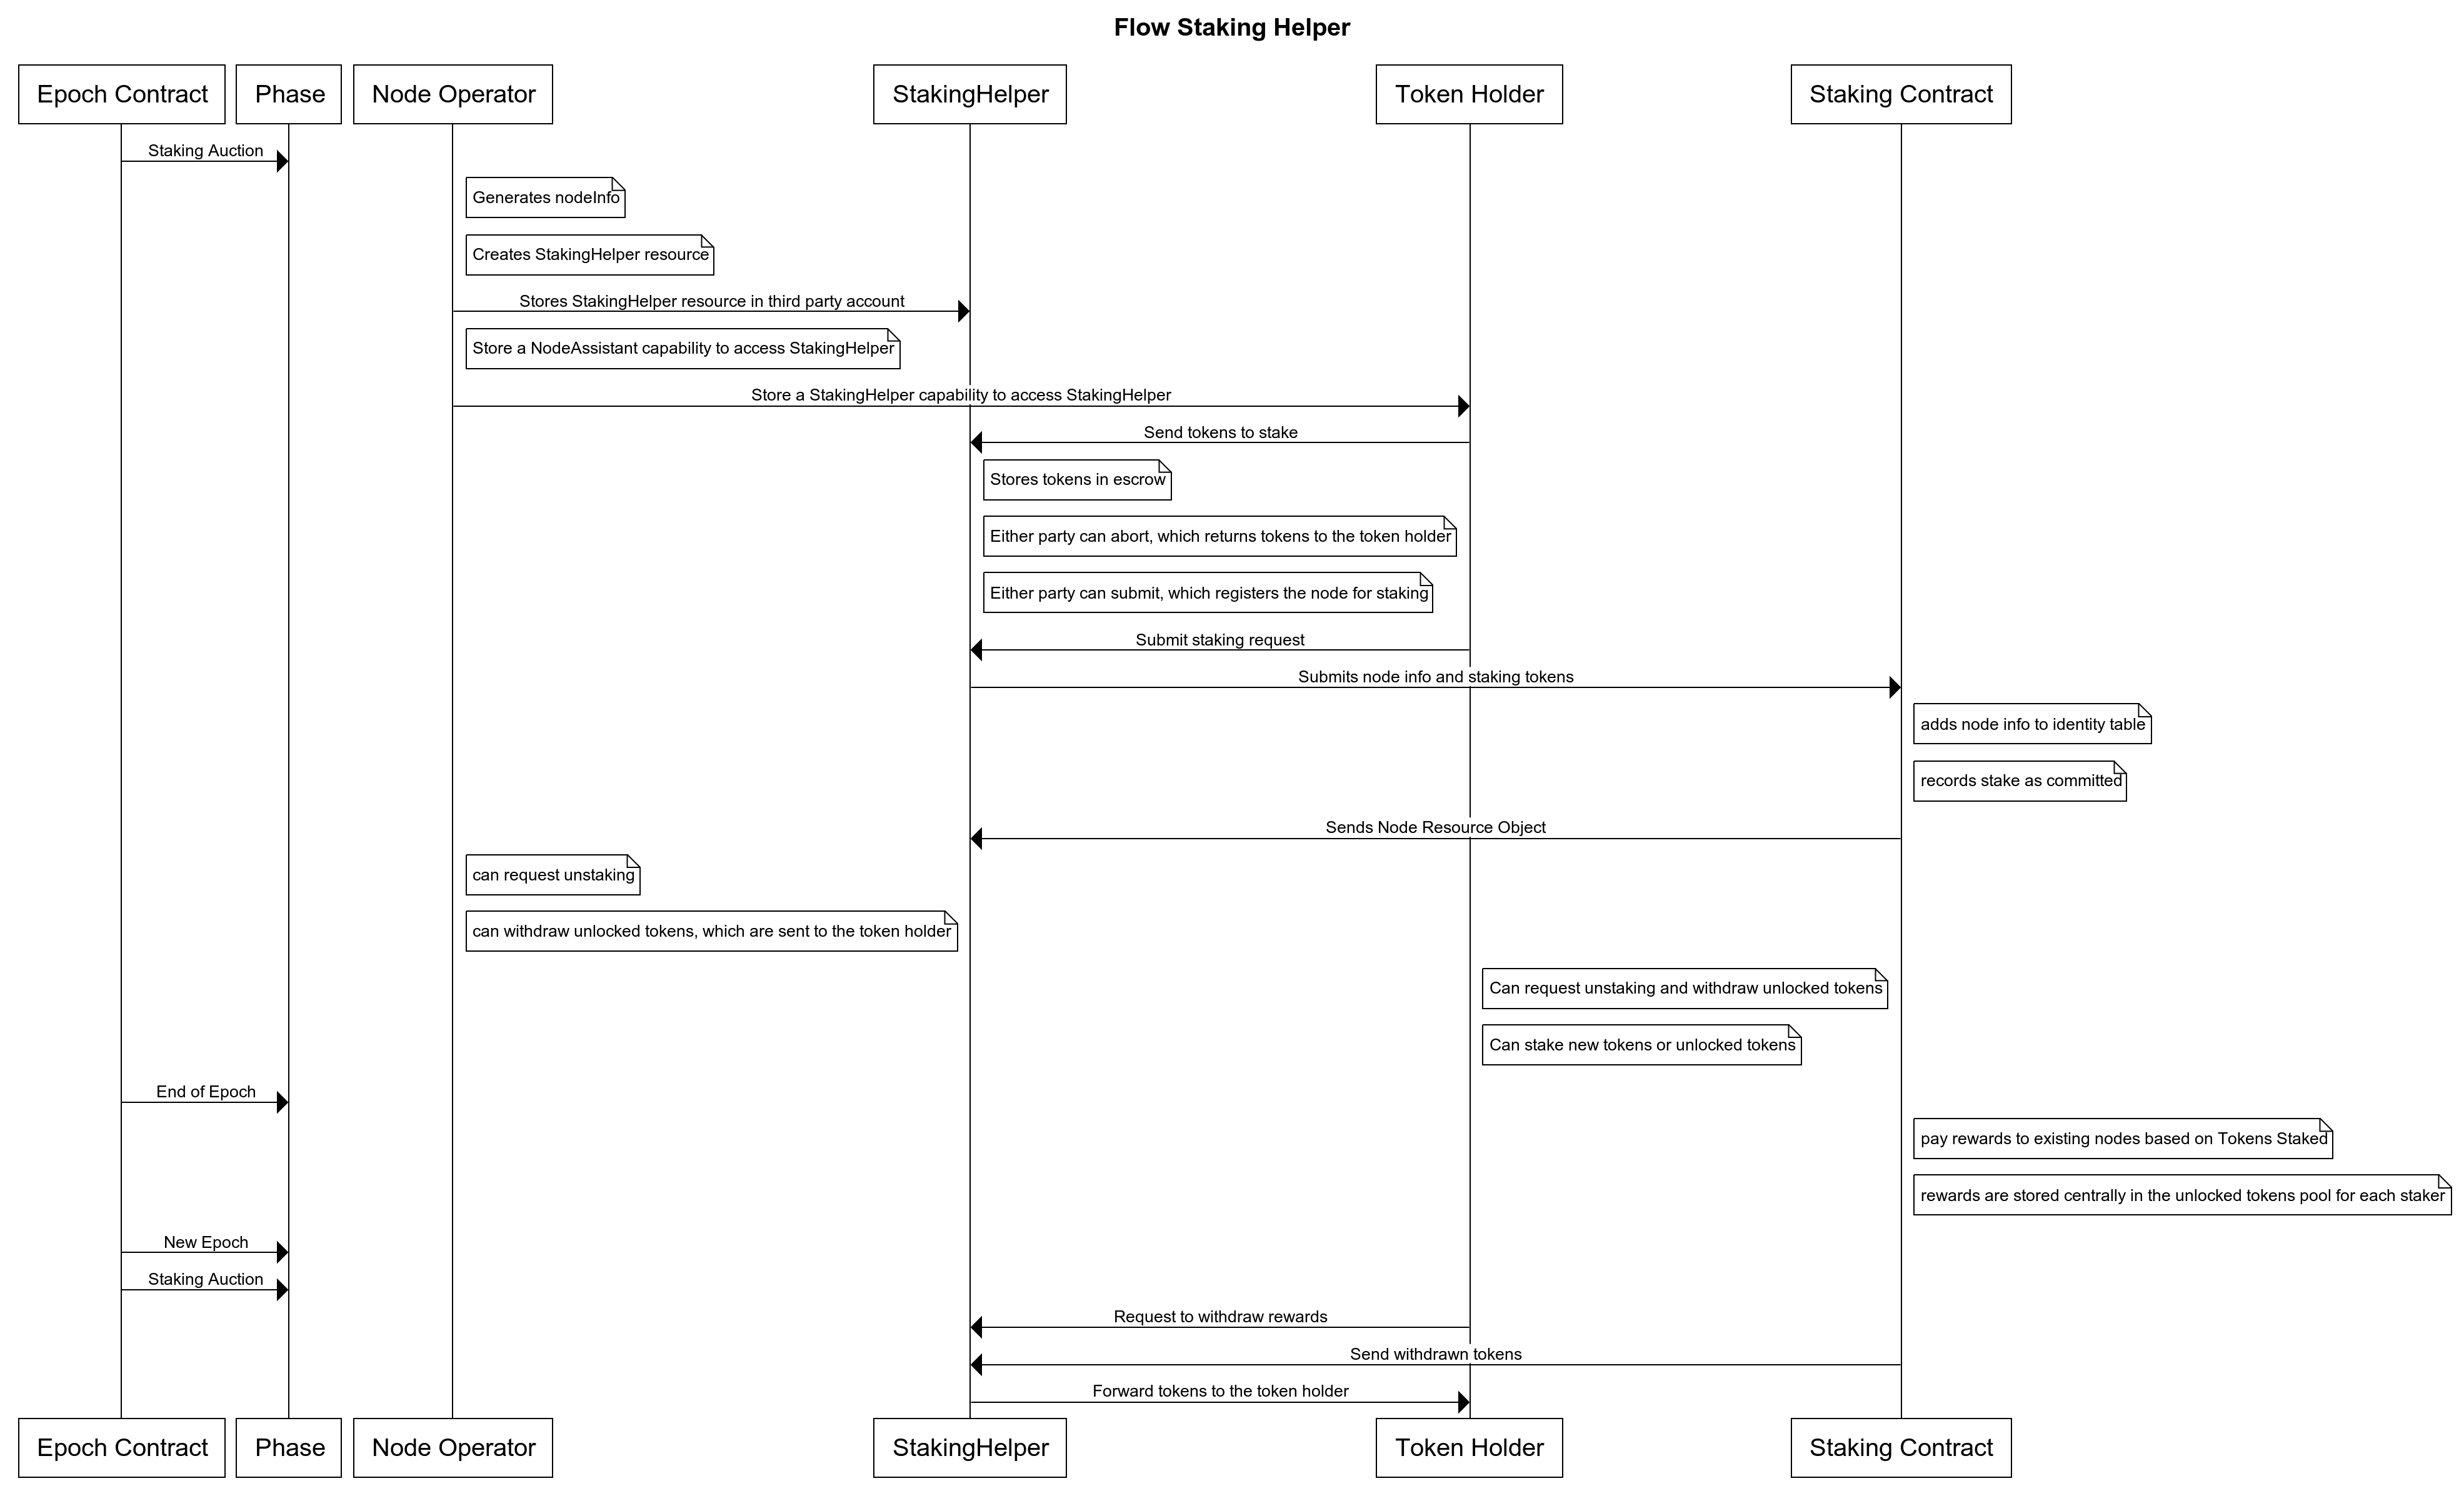 Flow Staking Helper
Epoch Contract
Phase
Node Operator
StakingHelper
Token Holder
Staking Contract
Staking Auction
Generates nodeInfo
Creates StakingHelper resource
Stores StakingHelper resource in third party account
Store a NodeAssistant capability to access StakingHelper
Store a StakingHelper capability to access StakingHelper
Send tokens to stake
Stores tokens in escrow
Either party can abort, which returns tokens to the token holder
Either party can submit, which registers the node for staking
Submit staking request
Submits node info and staking tokens
adds node info to identity table
records stake as committed
Sends Node Resource Object
can request unstaking
can withdraw unlocked tokens, which are sent to the token holder
Can request unstaking and withdraw unlocked tokens
Can stake new tokens or unlocked tokens
End of Epoch
pay rewards to existing nodes based on Tokens Staked
rewards are stored centrally in the unlocked tokens pool for each staker
New Epoch
Staking Auction
Request to withdraw rewards
Send withdrawn tokens
Forward tokens to the token holder
Epoch Contract
Phase
Node Operator
StakingHelper
Token Holder
Staking Contract